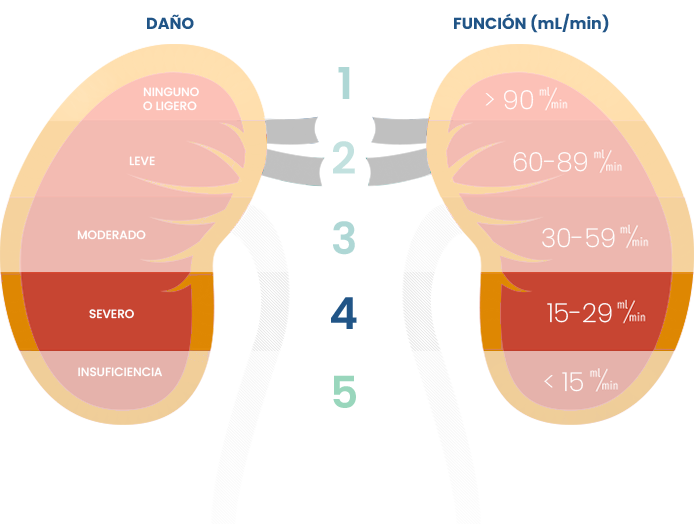 DAÑO
FUNCIÓN (mL/min)
1
NINGUNO
O LIGERO
> 90 ml/min
2
LEVE
60-89 ml/min
3
MODERADO
30-59 ml/min
4
SEVERO
15-29 ml/min
5
INSUFICIENCIA
< 15 ml/min